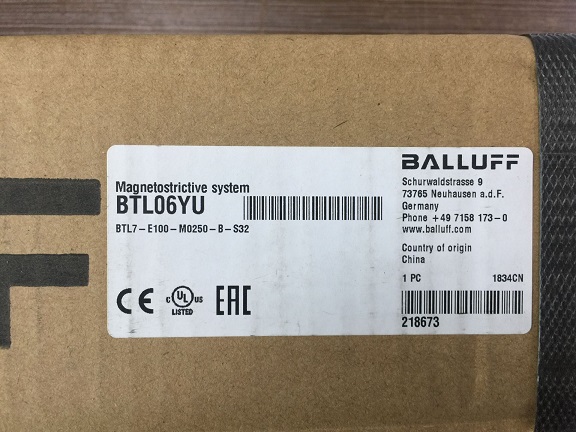 BALLUFF
Schurwaldstrasse 9
73765 Neuhausen a.d.F.
Germany
Phone +49 7158 173-0
www.balluff.com
Country of origin
China
1 PC 1834CN
218673
Magnetostrictive system
BTL06YU
BTL7-E100-M0250-B-S32
CE
c UL us
LISTED
EAC